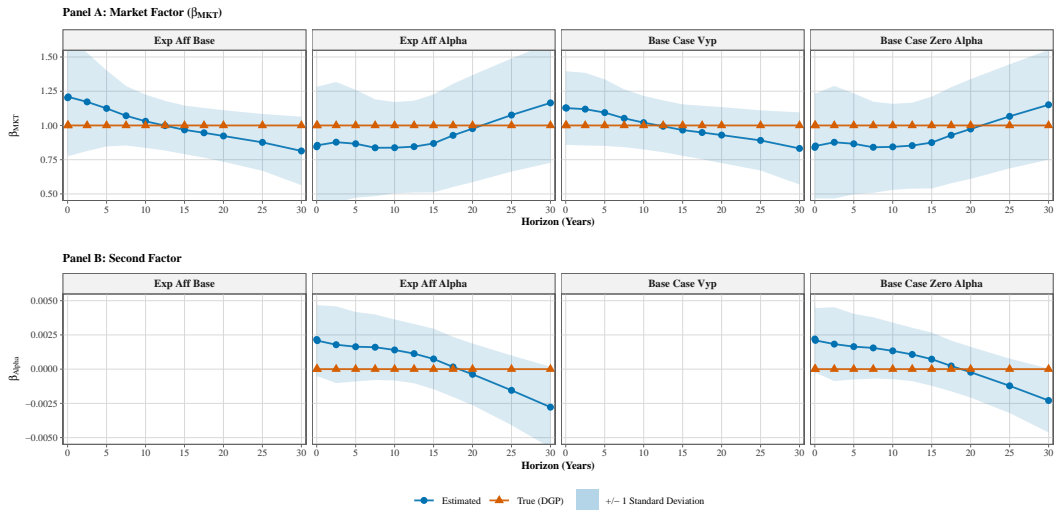 Panel A: Market Factor (βMKT)
Exp Aff Base
Exp Aff Alpha
Base Case Vyp
Base Case Zero Alpha
1.50
1.25
1.00
0.75
0.50
βMKT
0 5 10 15 20 25 30
0 5 10 15 20 25 30
0 5 10 15 20 25 30
0 5 10 15 20 25 30
Horizon (Years)
Panel B: Second Factor
Exp Aff Base
Exp Aff Alpha
Base Case Vyp
Base Case Zero Alpha
0.0050
0.0025
0.0000
−0.0025
−0.0050
βAlpha
0 5 10 15 20 25 30
0 5 10 15 20 25 30
0 5 10 15 20 25 30
0 5 10 15 20 25 30
Horizon (Years)
Estimated
True (DGP)
+/− 1 Standard Deviation